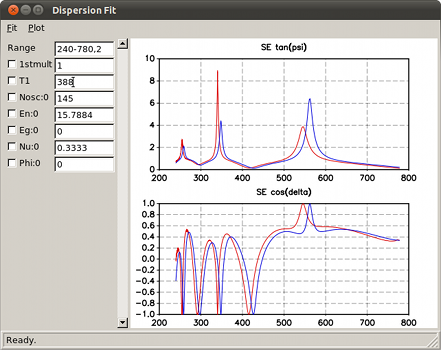 Dispersion Fit
Fit Plot
Range 240-780,2
1stmult 1
T1 388
Nosc:0 145
En:0 15.7884
Eg:0 0
Nu:0 0.3333
Phi:0 0
SE tan(psi)
10
8
6
4
2
0
200 300 400 500 600 700 800
SE cos(delta)
1.0
0.8
0.6
0.4
0.2
0.0
-0.2
-0.4
-0.6
-0.8
-1.0
200 300 400 500 600 700 800
Ready.